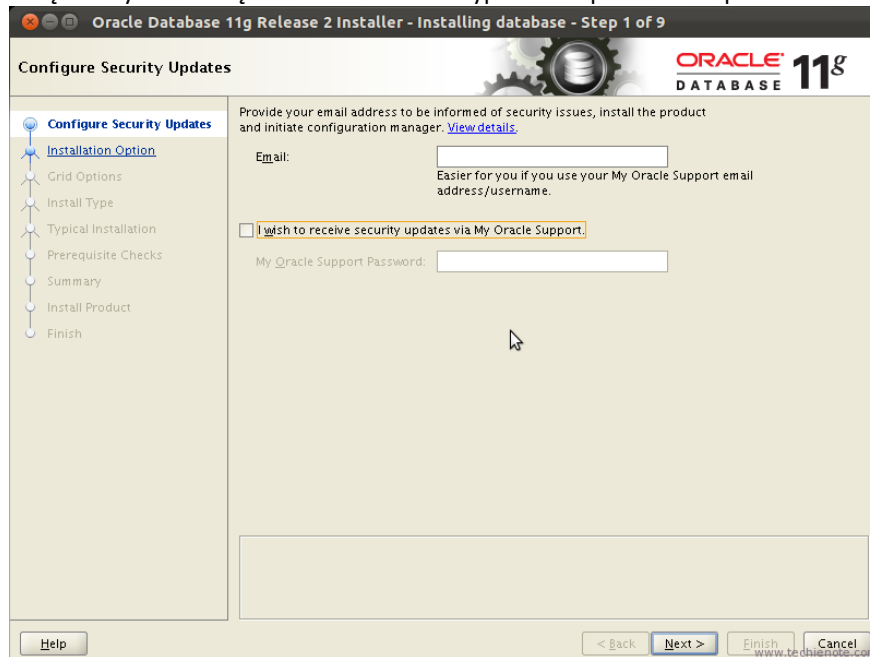 Oracle Database 11g Release 2 Installer - Installing database - Step 1 of 9
Configure Security Updates
ORACLE
DATABASE
11g
Configure Security Updates
Installation Option
Grid Options
Install Type
Typical Installation
Prerequisite Checks
Summary
Install Product
Finish
Provide your email address to be informed of security issues, install the product
and initiate configuration manager. View details.
Email:
Easier for you if you use your My Oracle Support email
address/username.
I wish to receive security updates via My Oracle Support.
My Oracle Support Password:
Help
< Back
Next >
Finish
Cancel